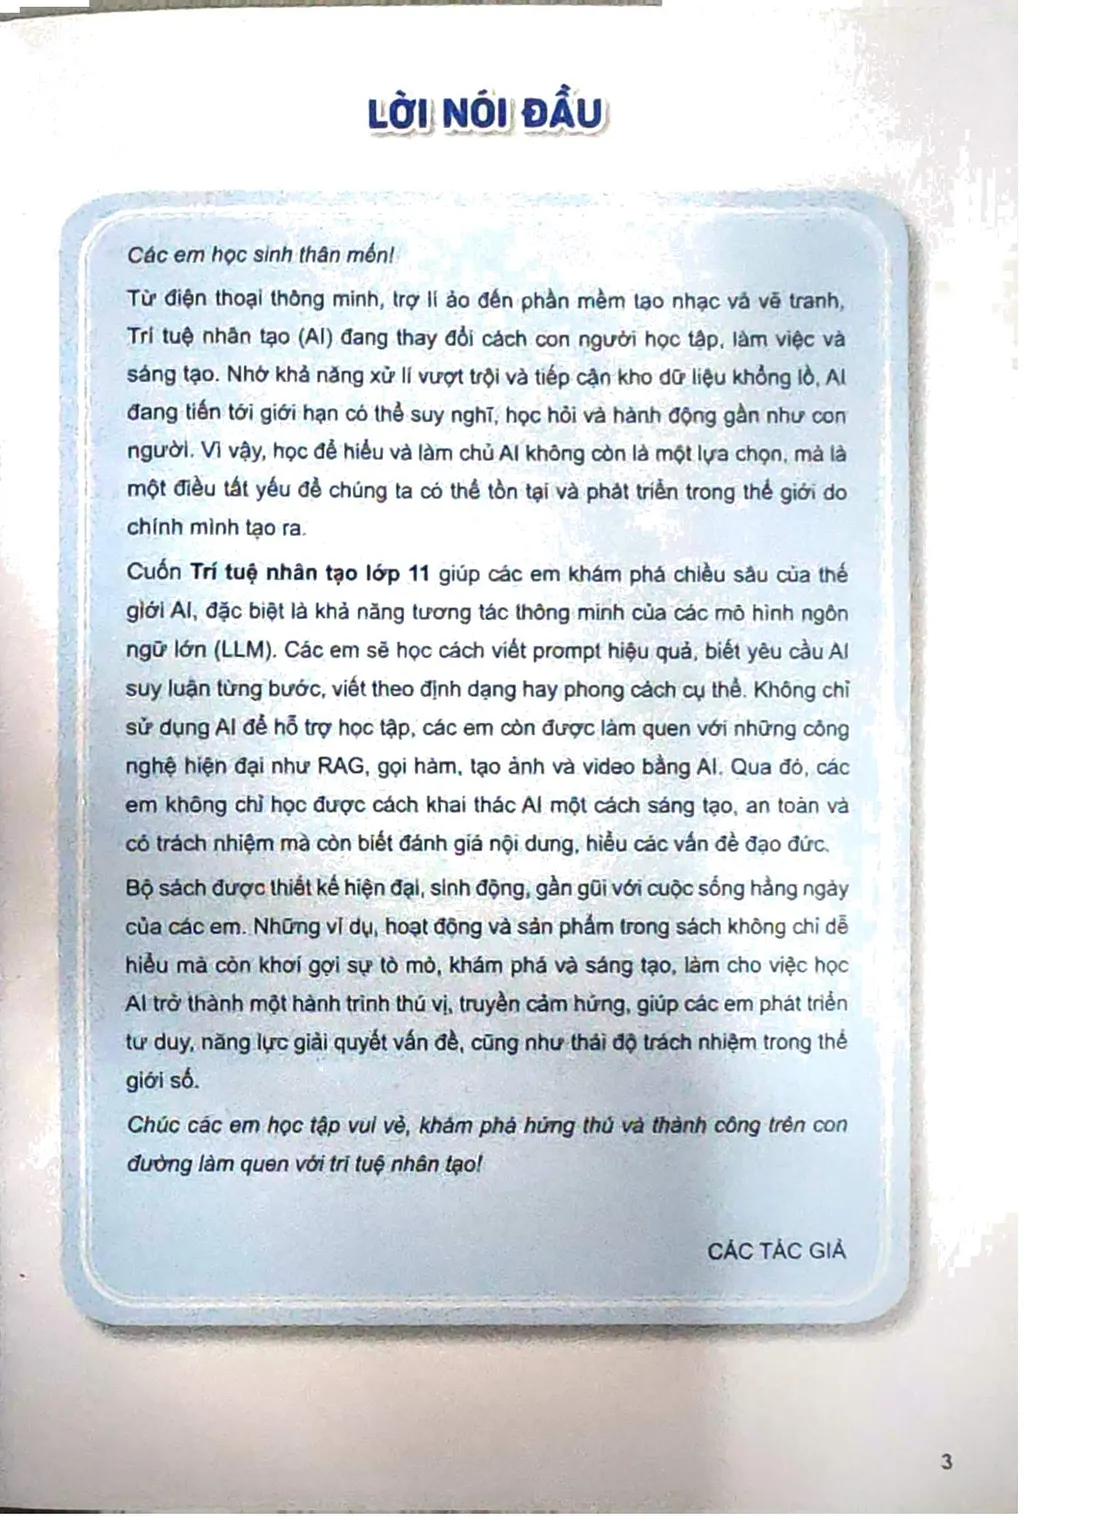 LỜI NÓI ĐẦU
Các em học sinh thân mến!
Từ điện thoại thông minh, trợ lí ảo đến phần mềm tạo nhạc và vẽ tranh,
Trí tuệ nhân tạo (AI) đang thay đổi cách con người học tập, làm việc và
sáng tạo. Nhờ khả năng xử lí vượt trội và tiếp cận kho dữ liệu khổng lồ, AI
đang tiến tới giới hạn có thể suy nghĩ, học hỏi và hành động gần như con
người. Vì vậy, học để hiểu và làm chủ AI không còn là một lựa chọn, mà là
một điều tất yếu để chúng ta có thể tồn tại và phát triển trong thế giới do
chính mình tạo ra.
Cuốn Trí tuệ nhân tạo lớp 11 giúp các em khám phá chiều sâu của thế
giới AI, đặc biệt là khả năng tương tác thông minh của các mô hình ngôn
ngữ lớn (LLM). Các em sẽ học cách viết prompt hiệu quả, biết yêu cầu AI
suy luận từng bước, viết theo định dạng hay phong cách cụ thể. Không chỉ
sử dụng AI để hỗ trợ học tập, các em còn được làm quen với những công
nghệ hiện đại như RAG, gọi hàm, tạo ảnh và video bằng AI. Qua đó, các
em không chỉ học được cách khai thác AI một cách sáng tạo, an toàn và
có trách nhiệm mà còn biết đánh giá nội dung, hiểu các vấn đề đạo đức.
Bộ sách được thiết kế hiện đại, sinh động, gần gũi với cuộc sống hằng ngày
của các em. Những ví dụ, hoạt động và sản phẩm trong sách không chỉ dễ
hiểu mà còn khơi gợi sự tò mò, khám phá và sáng tạo, làm cho việc học
AI trở thành một hành trình thú vị, truyền cảm hứng, giúp các em phát triển
tư duy, năng lực giải quyết vấn đề, cũng như thái độ trách nhiệm trong thế
giới số.
Chúc các em học tập vui vẻ, khám phá hứng thú và thành công trên con
đường làm quen với trí tuệ nhân tạo!
CÁC TÁC GIẢ
3